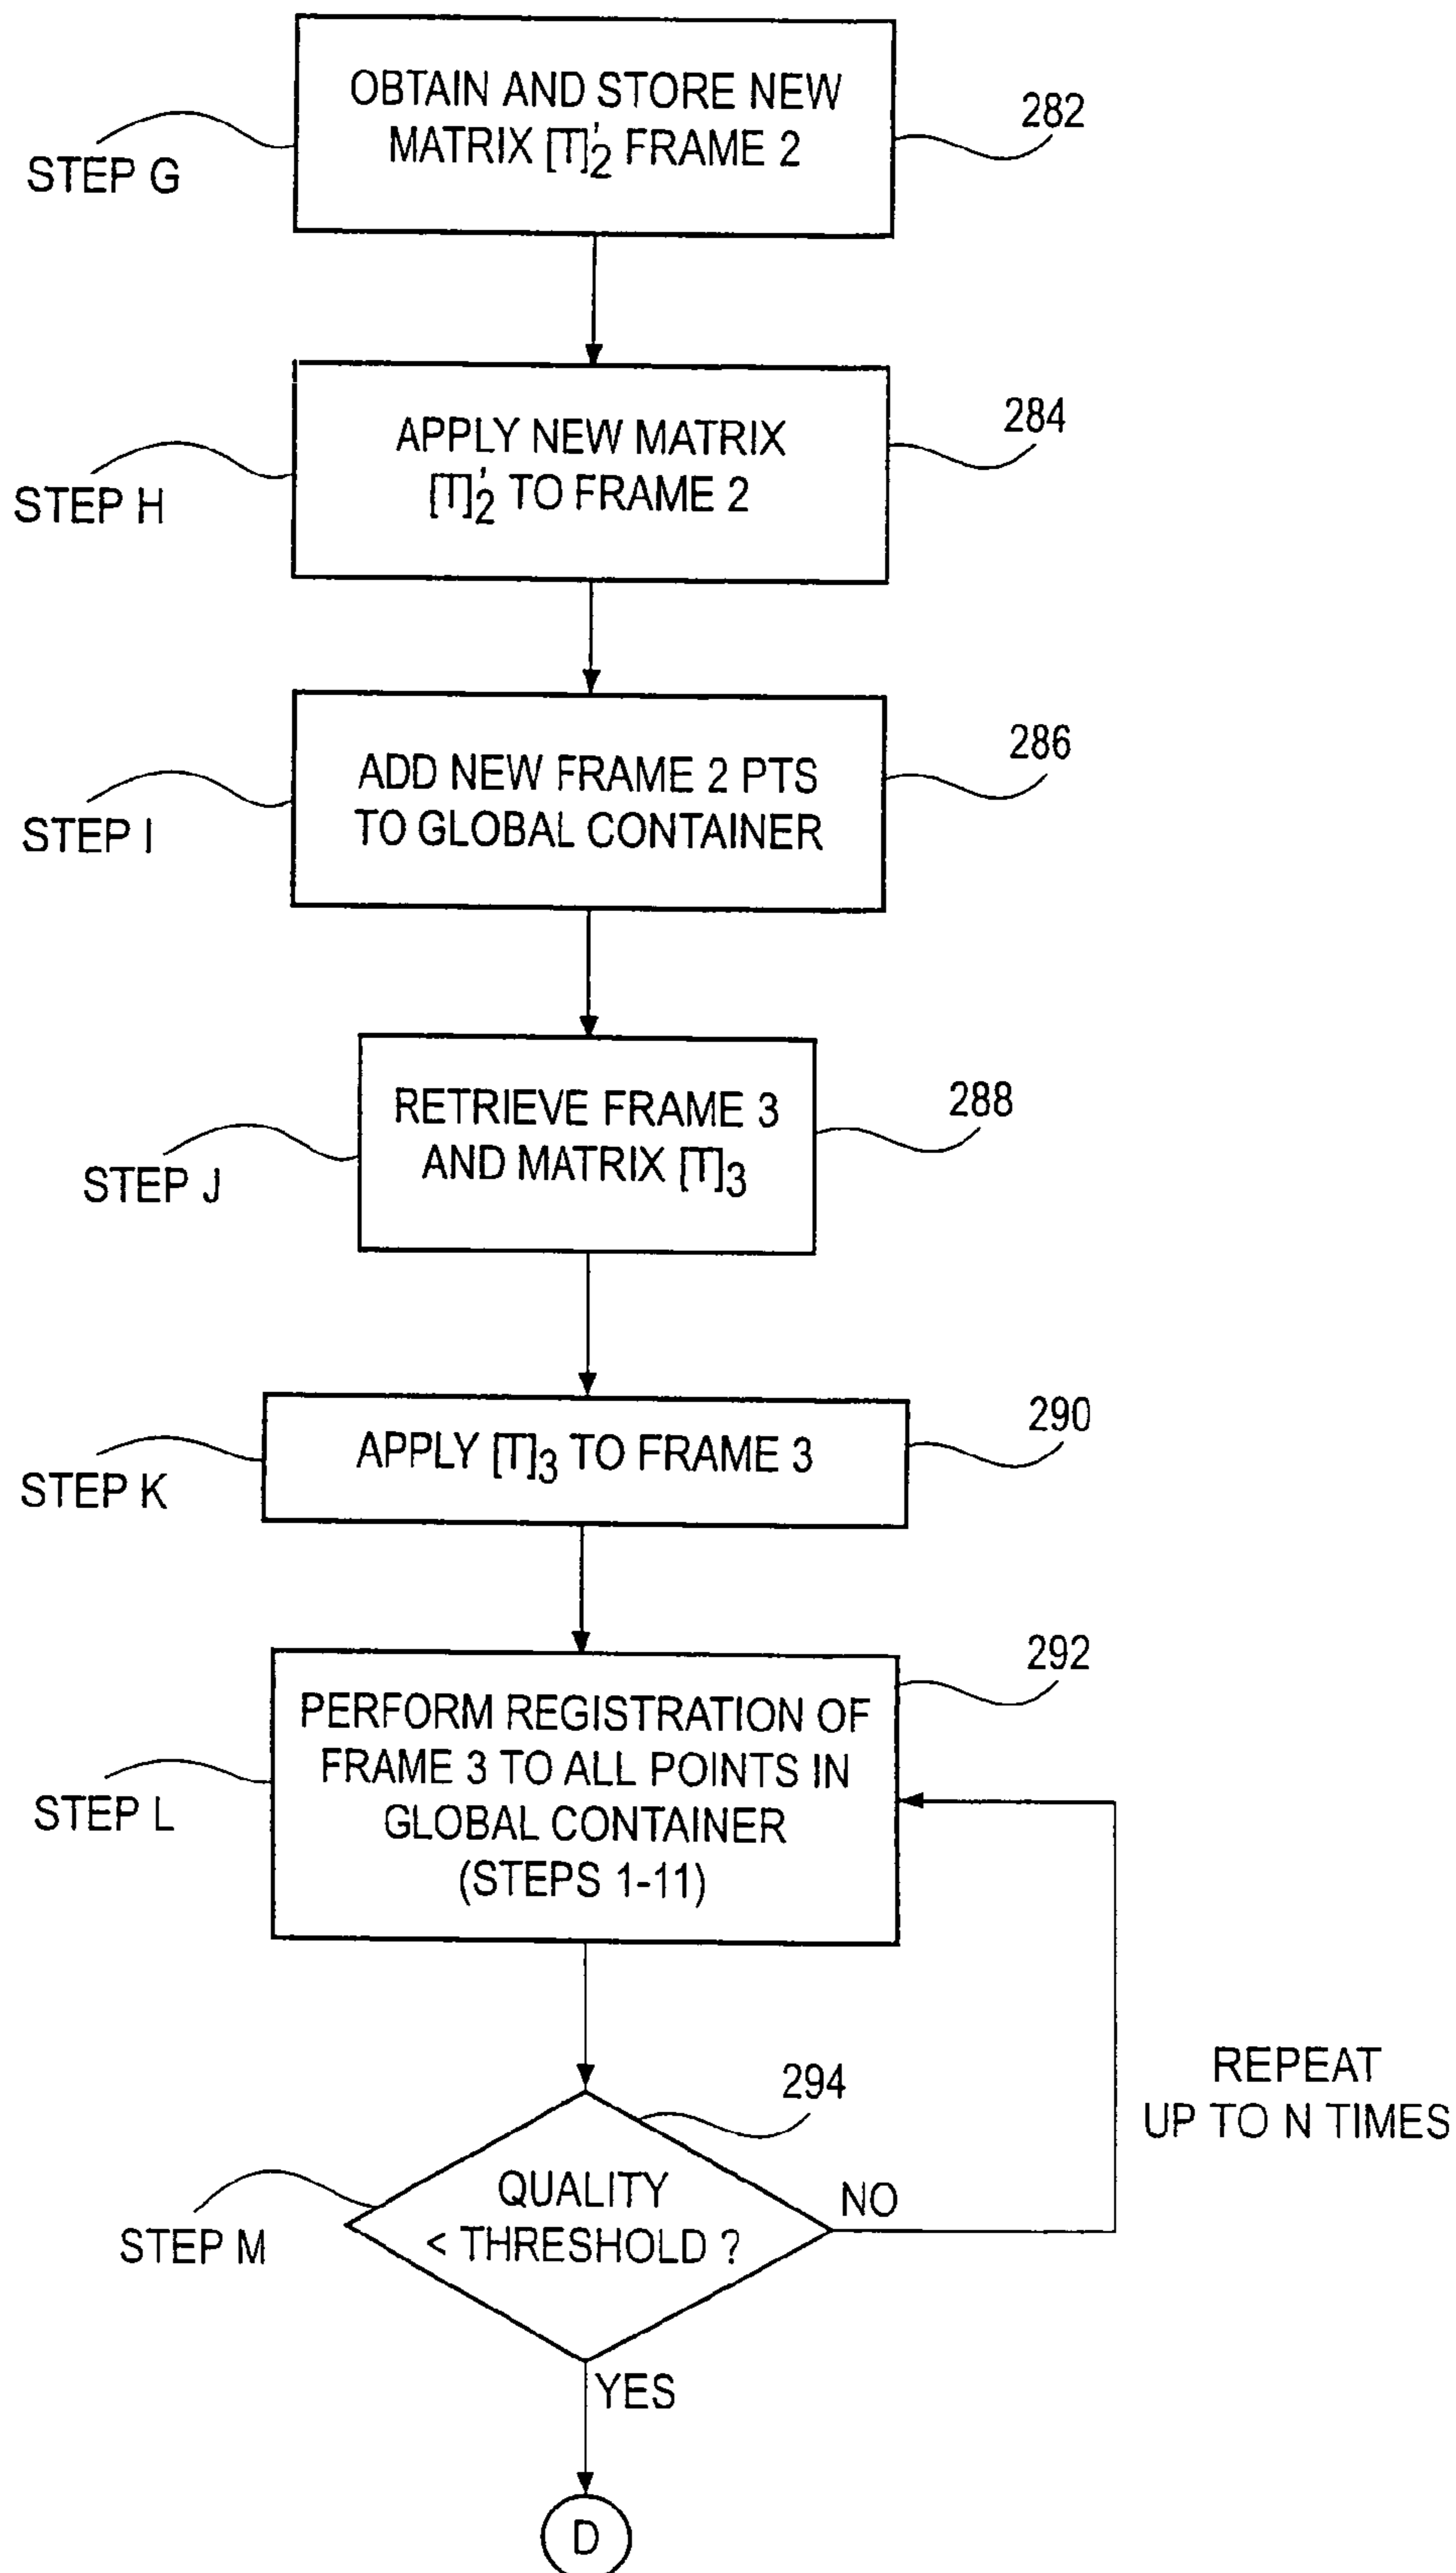 OBTAIN AND STORE NEW
MATRIX [T]'2 FRAME 2
282
STEP G
APPLY NEW MATRIX
[T]'2 TO FRAME 2
284
STEP H
ADD NEW FRAME 2 PTS
TO GLOBAL CONTAINER
286
STEP I
RETRIEVE FRAME 3
AND MATRIX [T]3
288
STEP J
APPLY [T]3 TO FRAME 3
290
STEP K
PERFORM REGISTRATION OF
FRAME 3 TO ALL POINTS IN
GLOBAL CONTAINER
(STEPS 1-11)
292
STEP L
REPEAT
UP TO N TIMES
294
QUALITY
< THRESHOLD ?
NO
STEP M
YES
D